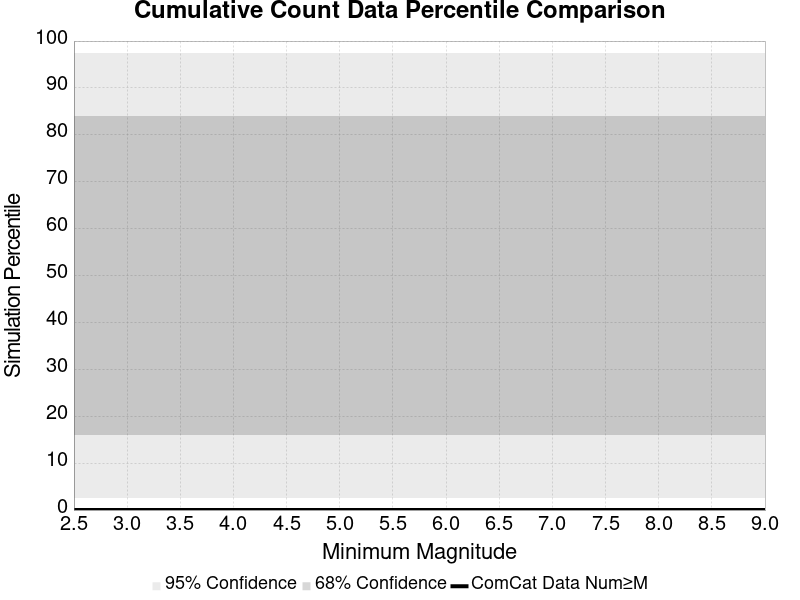 Cumulative Count Data Percentile Comparison
100
90
80
70
60
50
40
30
20
10
0
Simulation Percentile
2.5 3.0 3.5 4.0 4.5 5.0 5.5 6.0 6.5 7.0 7.5 8.0 8.5 9.0
Minimum Magnitude
95% Confidence 68% Confidence ComCat Data Num≥M